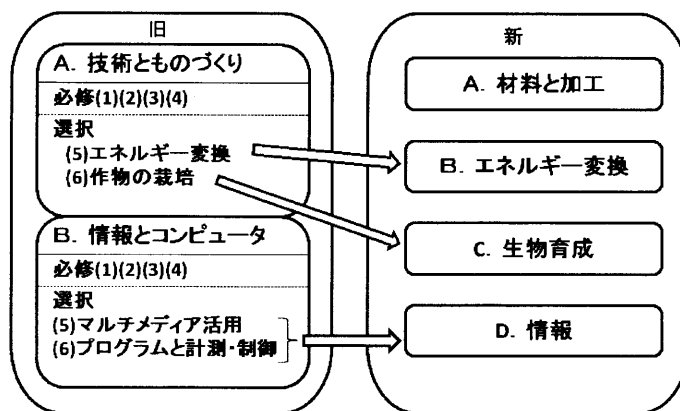 旧
A. 技術とものづくり
必修(1)(2)(3)(4)
選択
(5)エネルギー変換
(6)作物の栽培
B. 情報とコンピュータ
必修(1)(2)(3)(4)
選択
(5)マルチメディア活用
(6)プログラムと計測・制御
新
A. 材料と加工
B. エネルギー変換
C. 生物育成
D. 情報